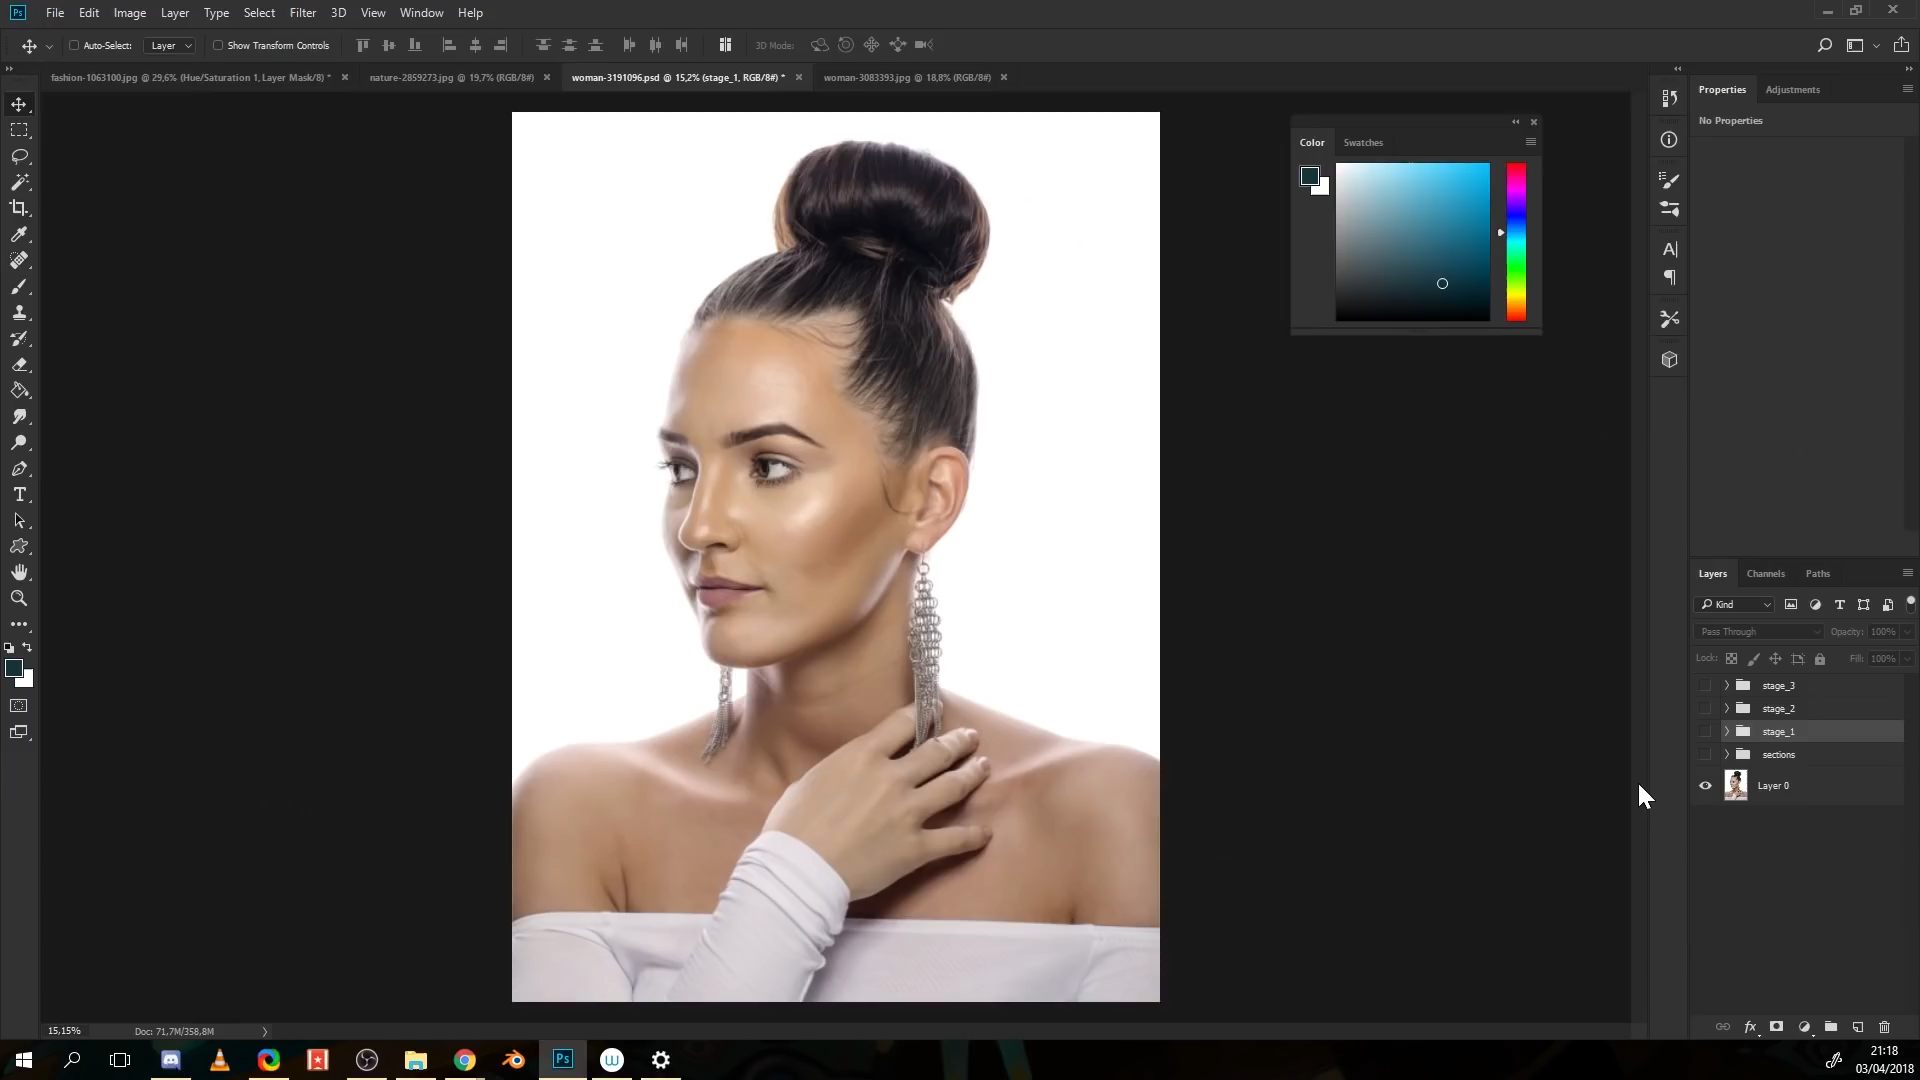 Ps File Edit Image Layer Type Select Filter 3D View Window Help
Auto-Select: Layer Show Transform Controls 3D Mode:
fashion-1063100.jpg @ 29,6% (Hue/Saturation 1, Layer Mask/8) * nature-2859273.jpg @ 19,7% (RGB/8#) woman-3191096.psd @ 15,2% (stage_1, RGB/8#) * woman-3083393.jpg @ 18,8% (RGB/8#)
Properties Adjustments
No Properties
Color Swatches
Layers Channels Paths
Kind
Pass Through Opacity: 100%
Lock: Fill: 100%
stage_3
stage_2
stage_1
sections
Layer 0
15,15% Doc: 71,7M/358,8M
Ps
21:18
03/04/2018